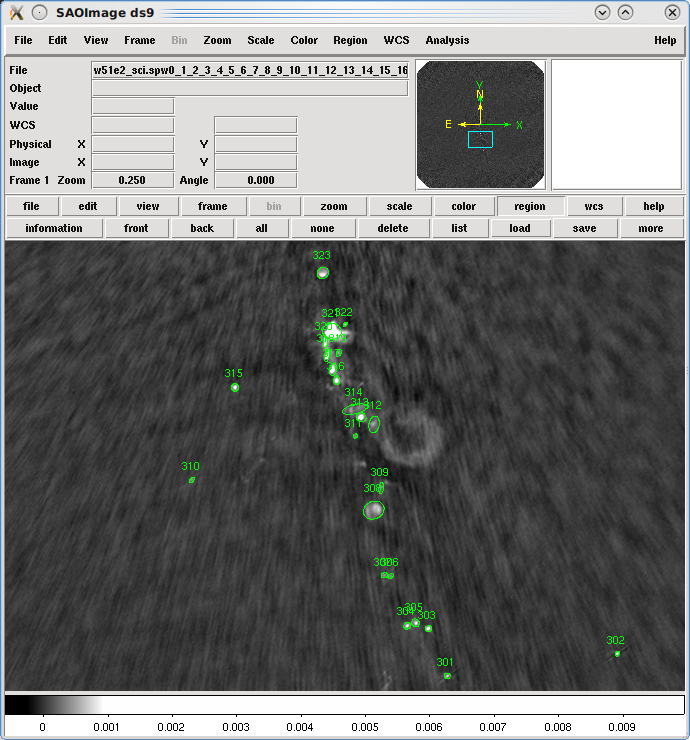 SAOImage ds9
File Edit View Frame Bin Zoom Scale Color Region WCS Analysis Help
File w51e2_sci.spw0_1_2_3_4_5_6_7_8_9_10_11_12_13_14_15_16
Object
Value
WCS
Physical X Y
Image X Y
Frame 1 Zoom 0.250 Angle 0.000
Y
N
E X
file edit view frame bin zoom scale color region wcs help
information front back all none delete list load save more
323
322
315
314
312
311
310
309
305
304 303
302
301
0 0.001 0.002 0.003 0.004 0.005 0.006 0.007 0.008 0.009